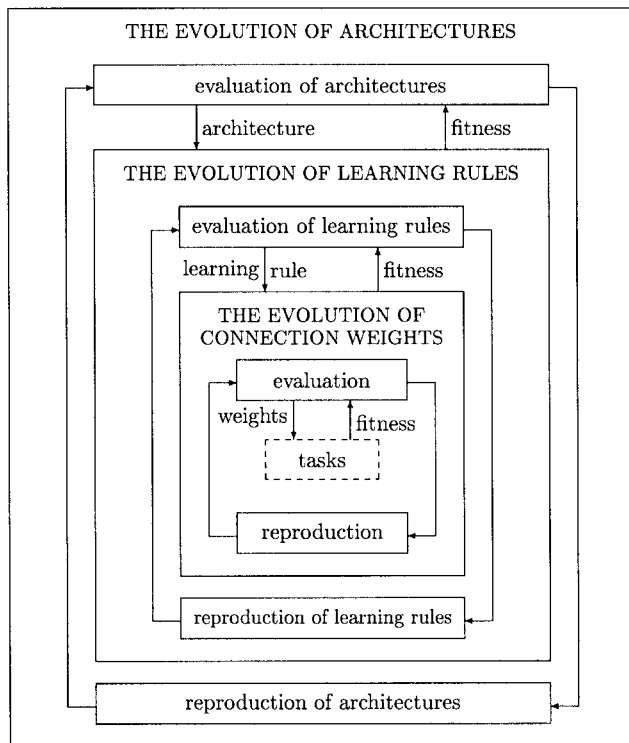 THE EVOLUTION OF ARCHITECTURES
evaluation of architectures
architecture
fitness
THE EVOLUTION OF LEARNING RULES
evaluation of learning rules
learning rule
fitness
THE EVOLUTION OF
CONNECTION WEIGHTS
evaluation
weights
fitness
tasks
reproduction
reproduction of learning rules
reproduction of architectures